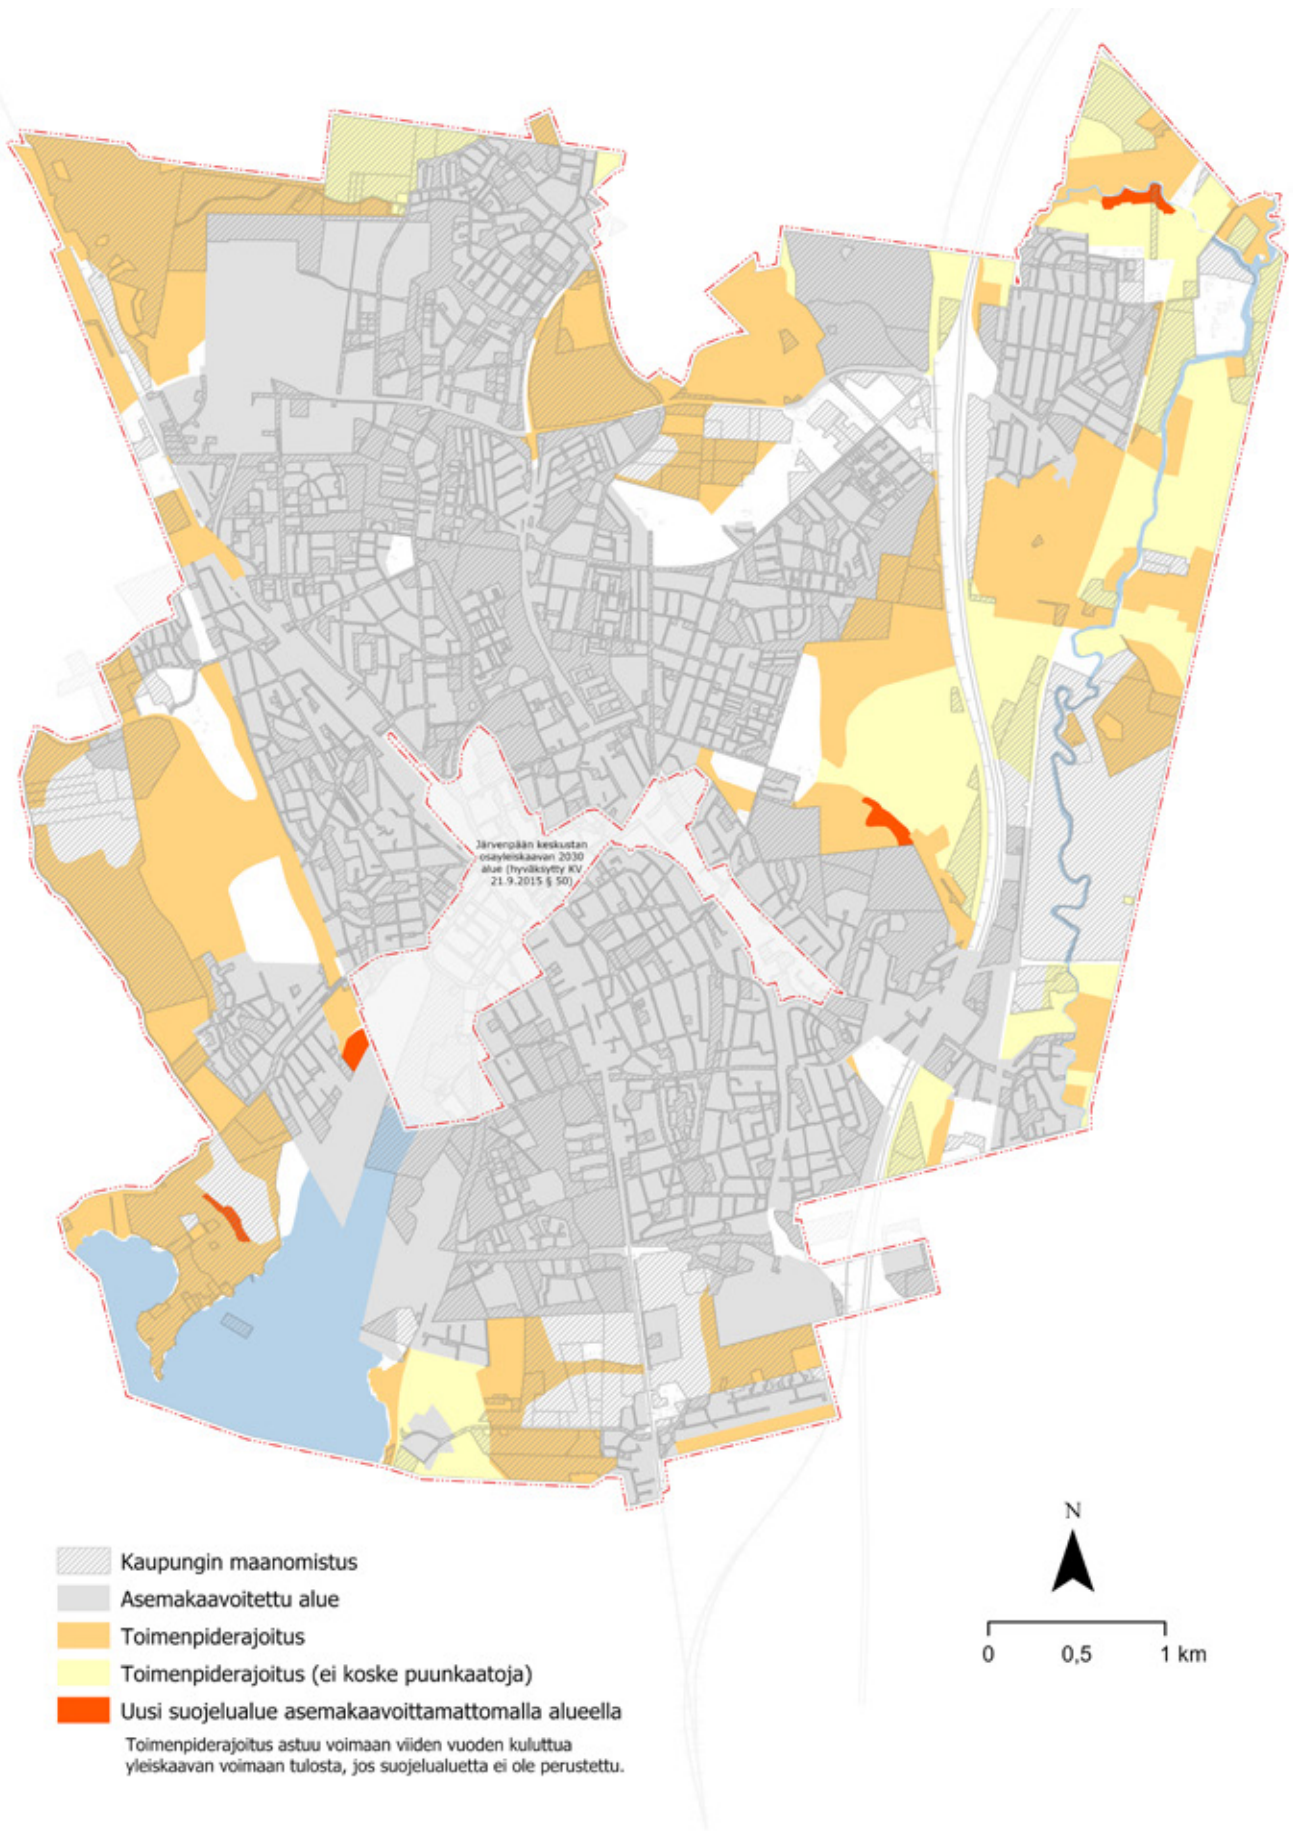 Järvenpään keskustan
osayleiskaavan 2030
alue (hyväksytty KV
21.9.2015 § 50)
N
0 0,5 1 km
Kaupungin maanomistus
Asemakaavoitettu alue
Toimenpiderajoitus
Toimenpiderajoitus (ei koske puunkaatoja)
Uusi suojelualue asemakaavoittamattomalla alueella
Toimenpiderajoitus astuu voimaan viiden vuoden kuluttua
yleiskaavan voimaan tulosta, jos suojelualuetta ei ole perustettu.